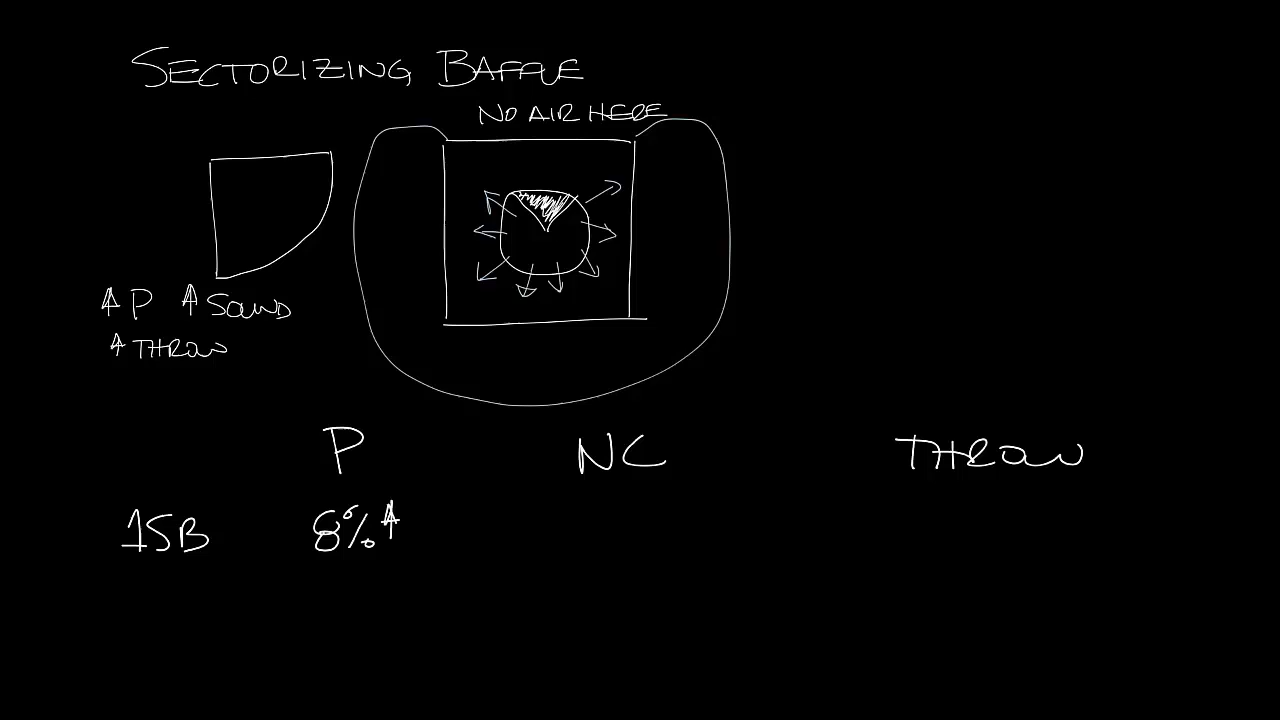 SECTORIZING BAFFLE
NO AIR HERE
↑ P ↑ SOUND
↑ THROW
P NC THROW
1SB 8%↑